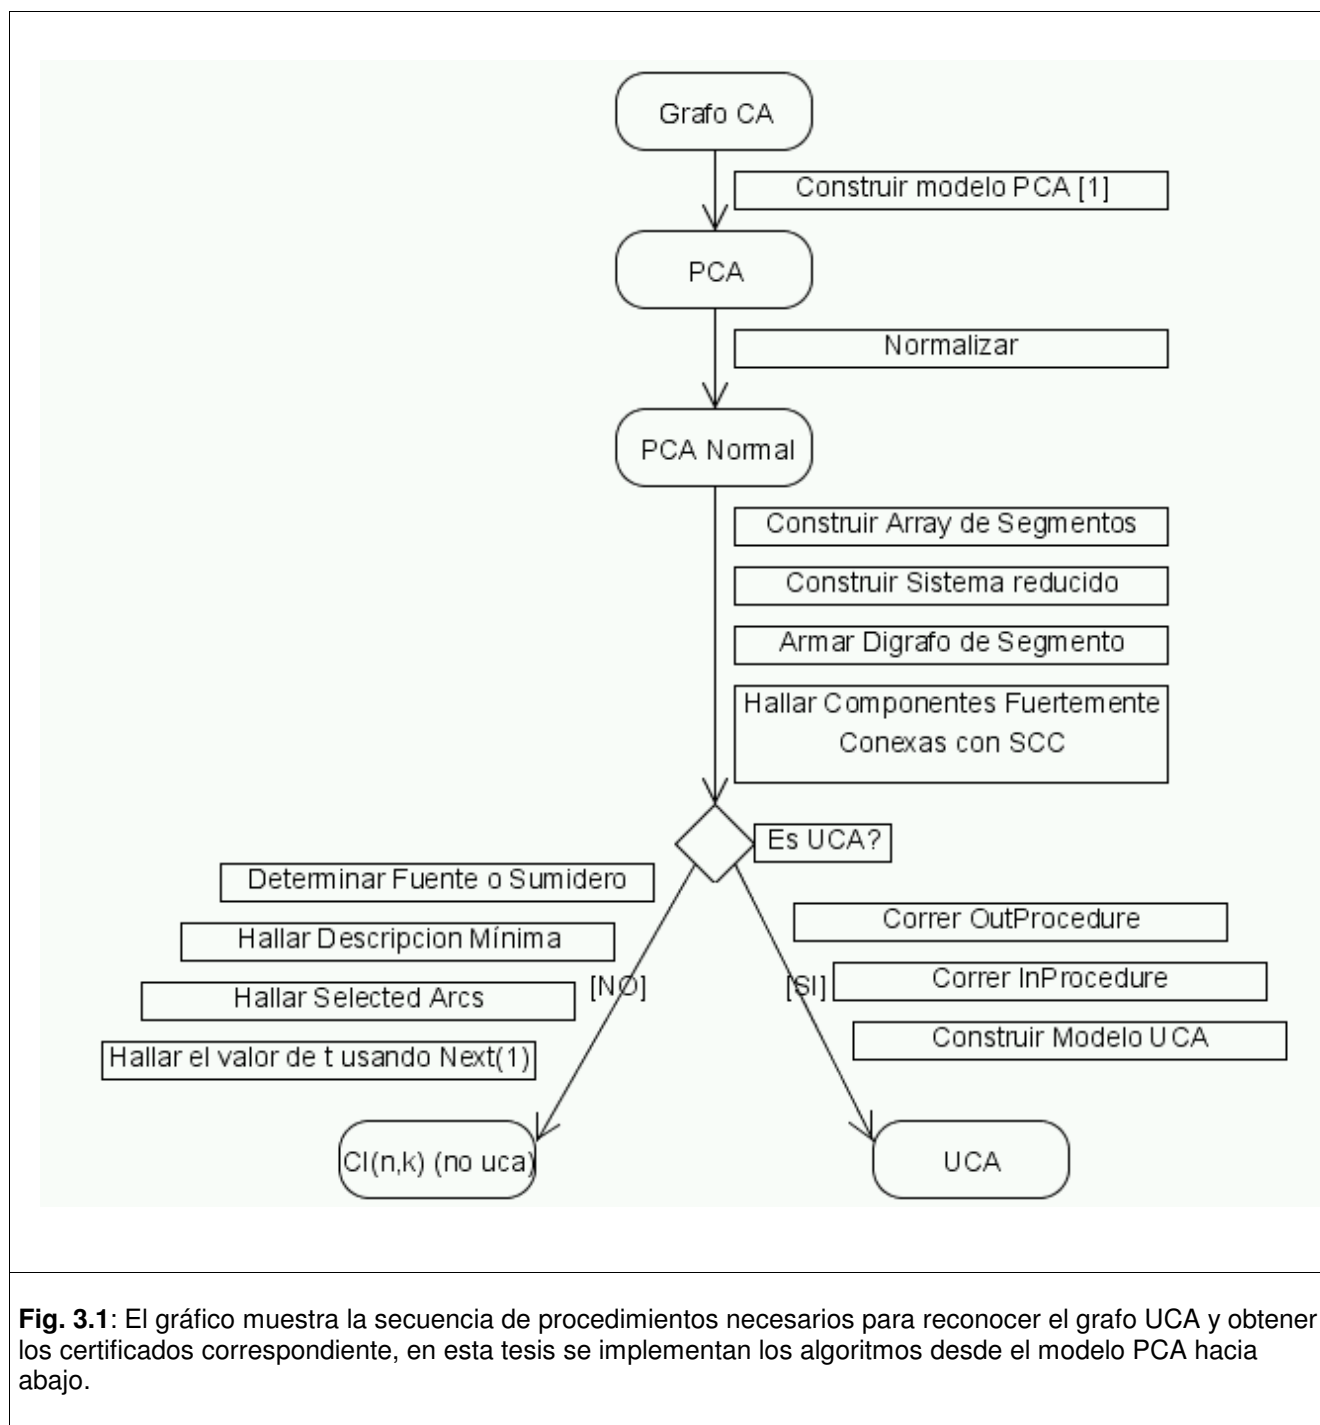 Grafo CA
Construir modelo PCA [1]
PCA
Normalizar
PCA Normal
Construir Array de Segmentos
Construir Sistema reducido
Armar Digrafo de Segmento
Hallar Componentes Fuertemente
Conexas con SCC
Es UCA?
Determinar Fuente o Sumidero
Hallar Descripcion Mínima
Hallar Selected Arcs
Hallar el valor de t usando Next(1)
[NO]
[SI]
Correr OutProcedure
Correr InProcedure
Construir Modelo UCA
CI(n,k) (no uca)
UCA
Fig. 3.1: El gráfico muestra la secuencia de procedimientos necesarios para reconocer el grafo UCA y obtener
los certificados correspondiente, en esta tesis se implementan los algoritmos desde el modelo PCA hacia
abajo.